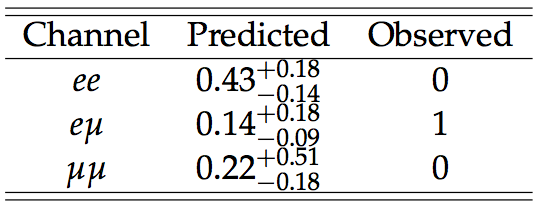 Channel Predicted Observed
ee 0.43+0.18−0.14 0
eμ 0.14+0.18−0.09 1
μμ 0.22+0.51−0.18 0